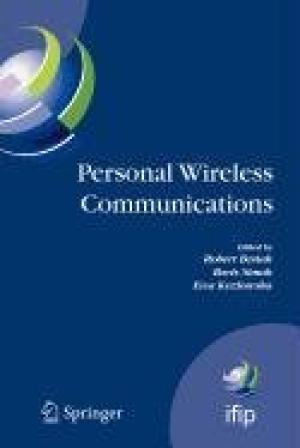 Personal Wireless
Communications
Edited by
Robert Bestak
Boris Simak
Ewa Kozlowska
Springer
ifip